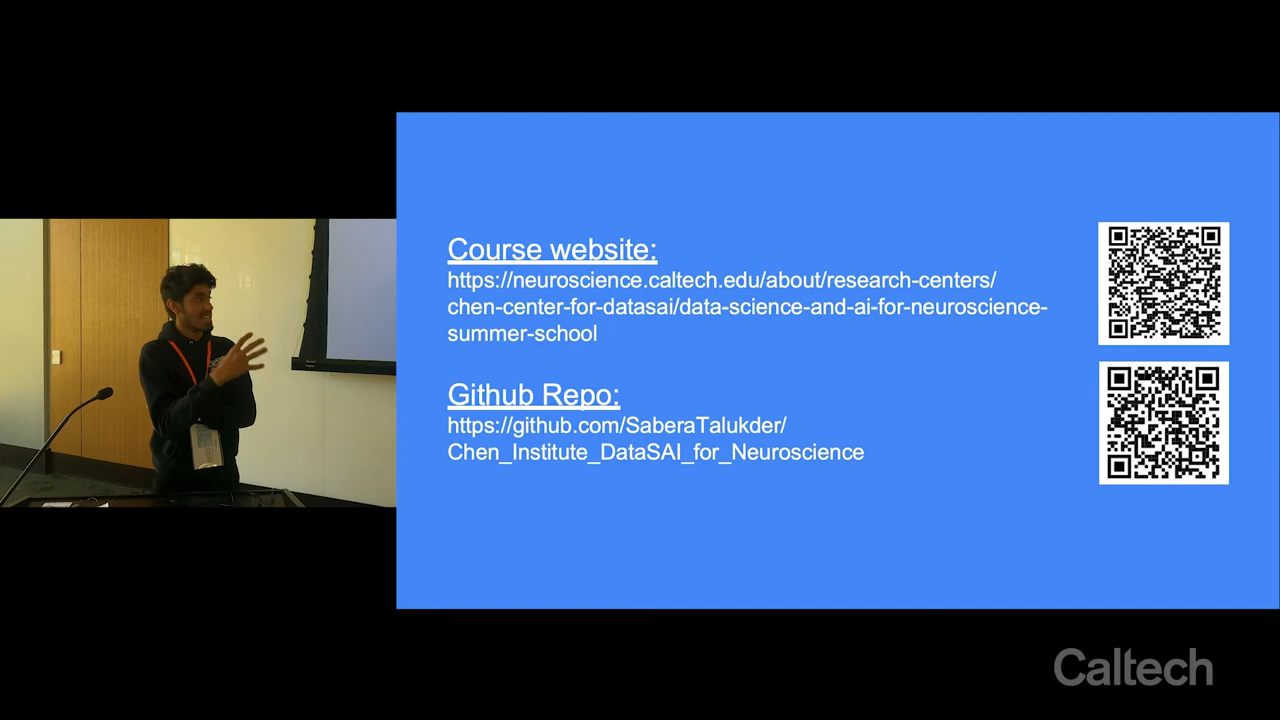 Course website:
https://neuroscience.caltech.edu/about/research-centers/
chen-center-for-datasai/data-science-and-ai-for-neuroscience-
summer-school
Github Repo:
https://github.com/SaberaTalukder/
Chen_Institute_DataSAI_for_Neuroscience
Caltech